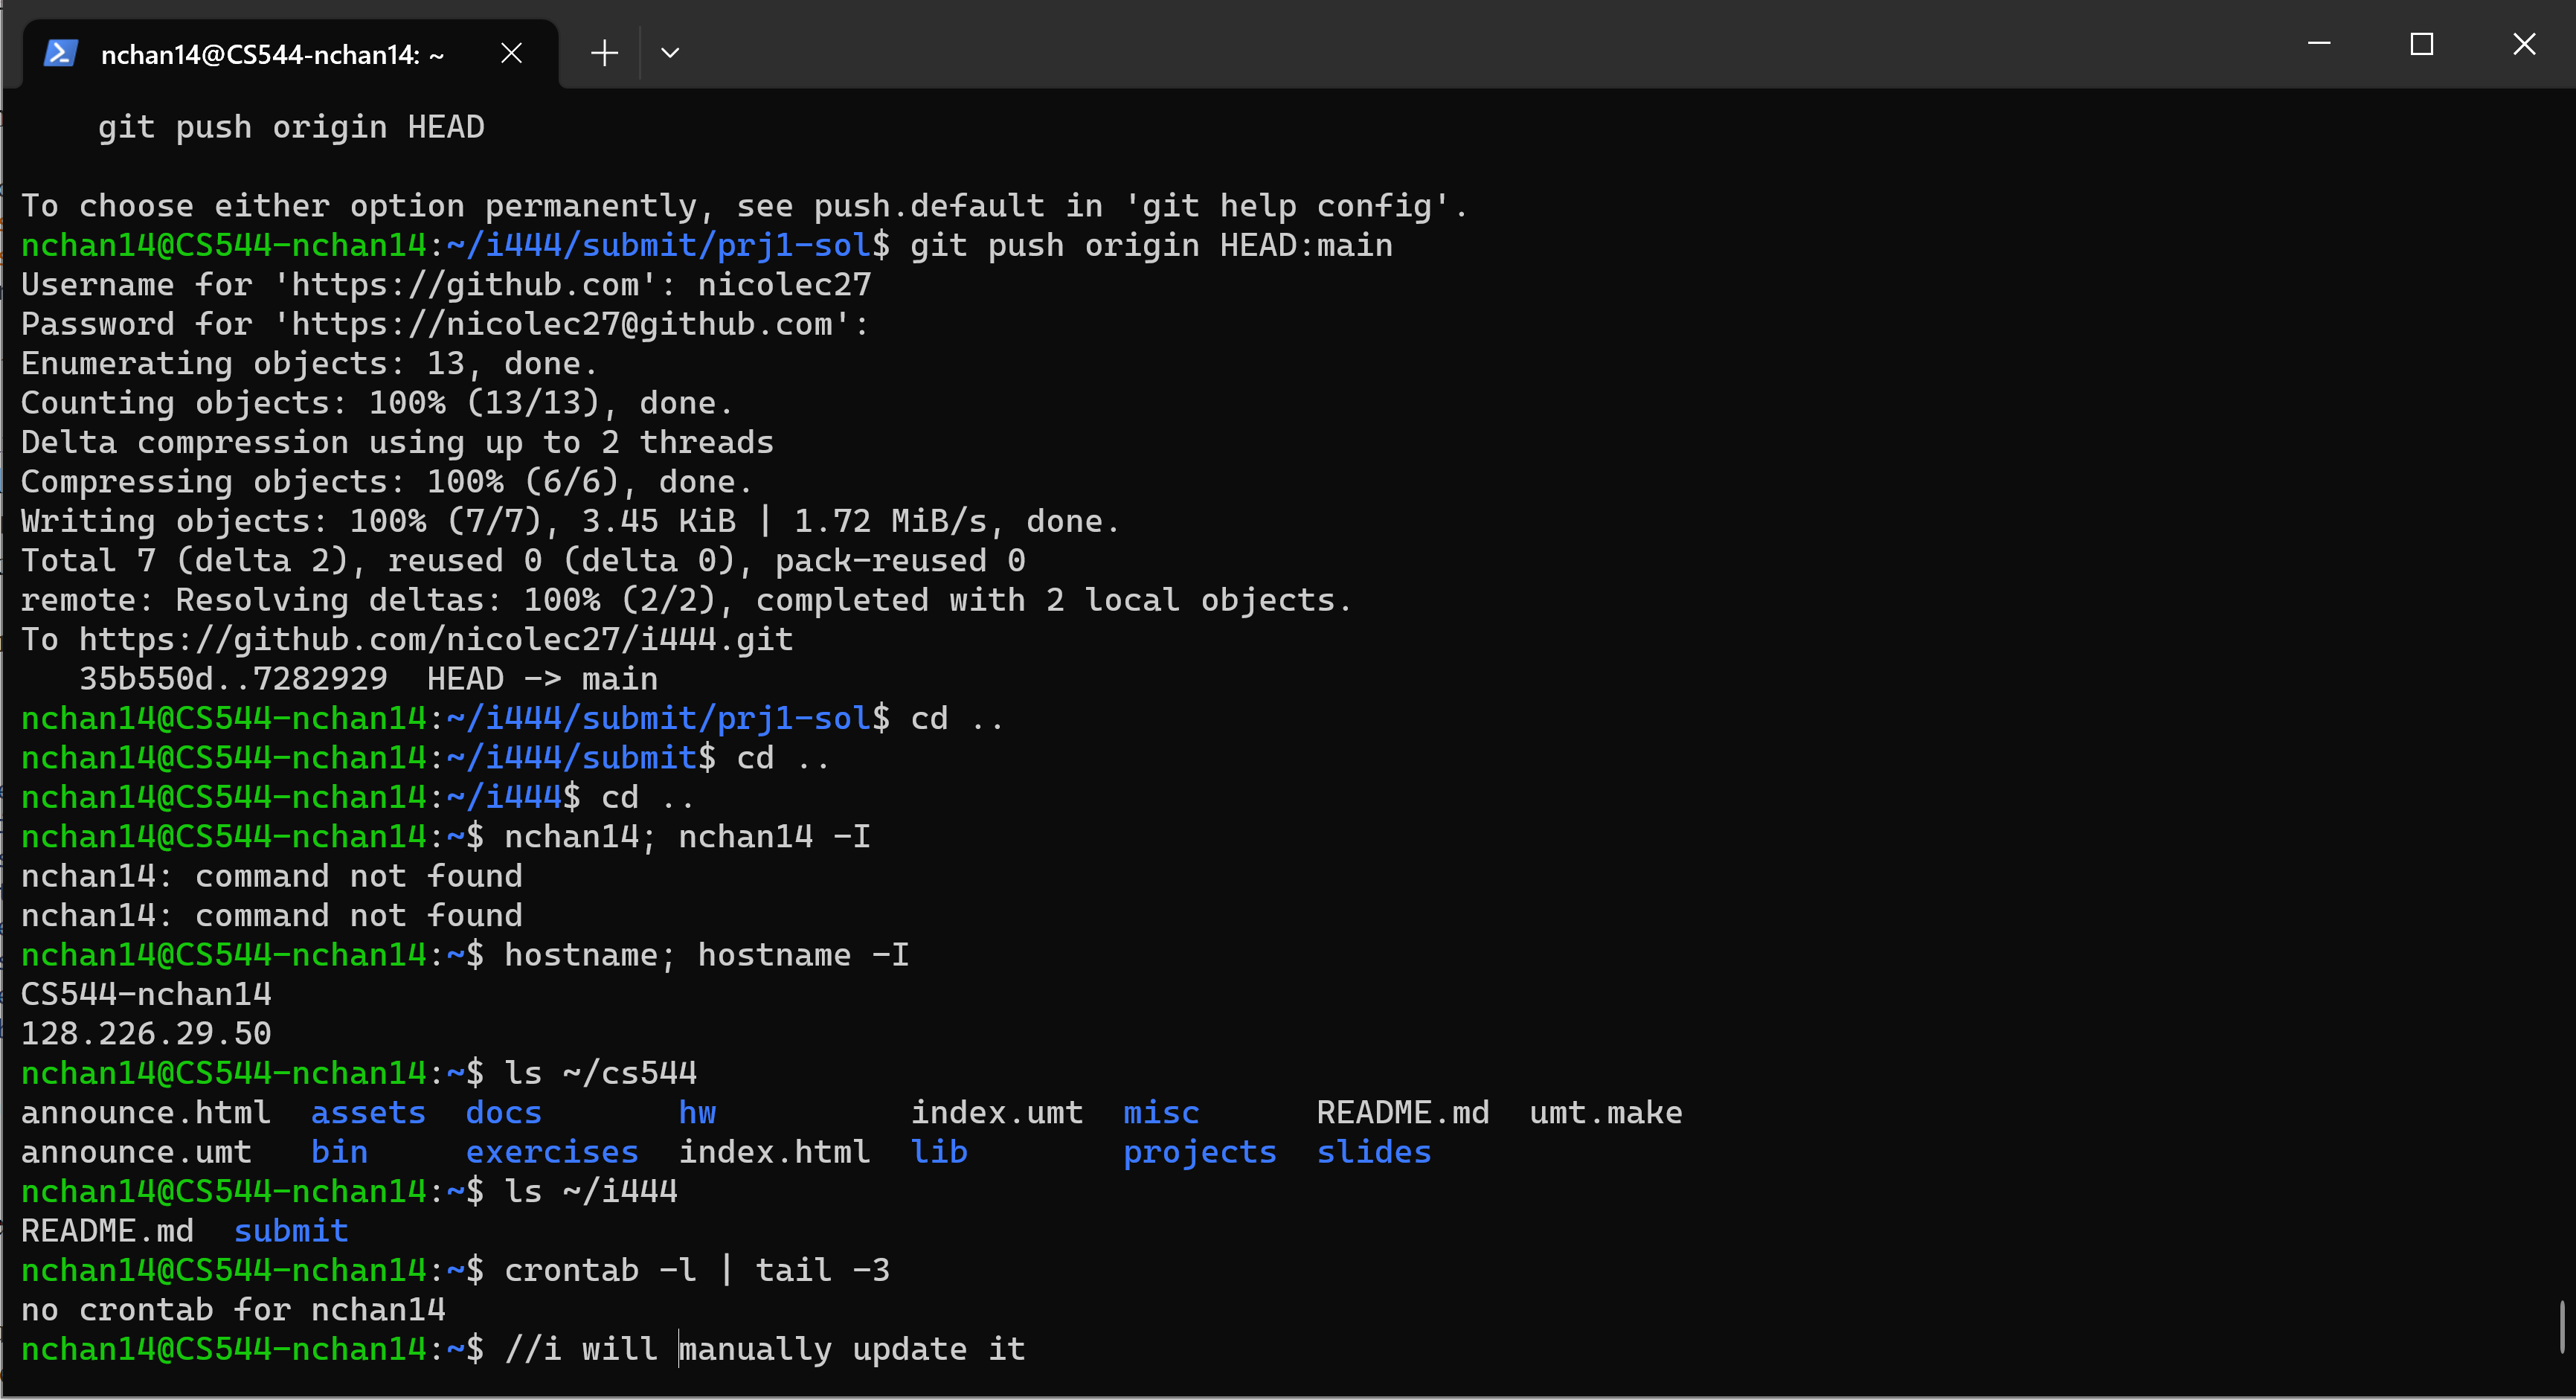 nchan14@CS544-nchan14: ~
    git push origin HEAD

To choose either option permanently, see push.default in 'git help config'.
nchan14@CS544-nchan14:~/i444/submit/prj1-sol$ git push origin HEAD:main
Username for 'https://github.com': nicolec27
Password for 'https://nicolec27@github.com':
Enumerating objects: 13, done.
Counting objects: 100% (13/13), done.
Delta compression using up to 2 threads
Compressing objects: 100% (6/6), done.
Writing objects: 100% (7/7), 3.45 KiB | 1.72 MiB/s, done.
Total 7 (delta 2), reused 0 (delta 0), pack-reused 0
remote: Resolving deltas: 100% (2/2), completed with 2 local objects.
To https://github.com/nicolec27/i444.git
   35b550d..7282929  HEAD -> main
nchan14@CS544-nchan14:~/i444/submit/prj1-sol$ cd ..
nchan14@CS544-nchan14:~/i444/submit$ cd ..
nchan14@CS544-nchan14:~/i444$ cd ..
nchan14@CS544-nchan14:~$ nchan14; nchan14 -I
nchan14: command not found
nchan14: command not found
nchan14@CS544-nchan14:~$ hostname; hostname -I
CS544-nchan14
128.226.29.50
nchan14@CS544-nchan14:~$ ls ~/cs544
announce.html  assets  docs       hw          index.umt  misc      README.md  umt.make
announce.umt   bin     exercises  index.html  lib        projects  slides
nchan14@CS544-nchan14:~$ ls ~/i444
README.md  submit
nchan14@CS544-nchan14:~$ crontab -l | tail -3
no crontab for nchan14
nchan14@CS544-nchan14:~$ //i will manually update it